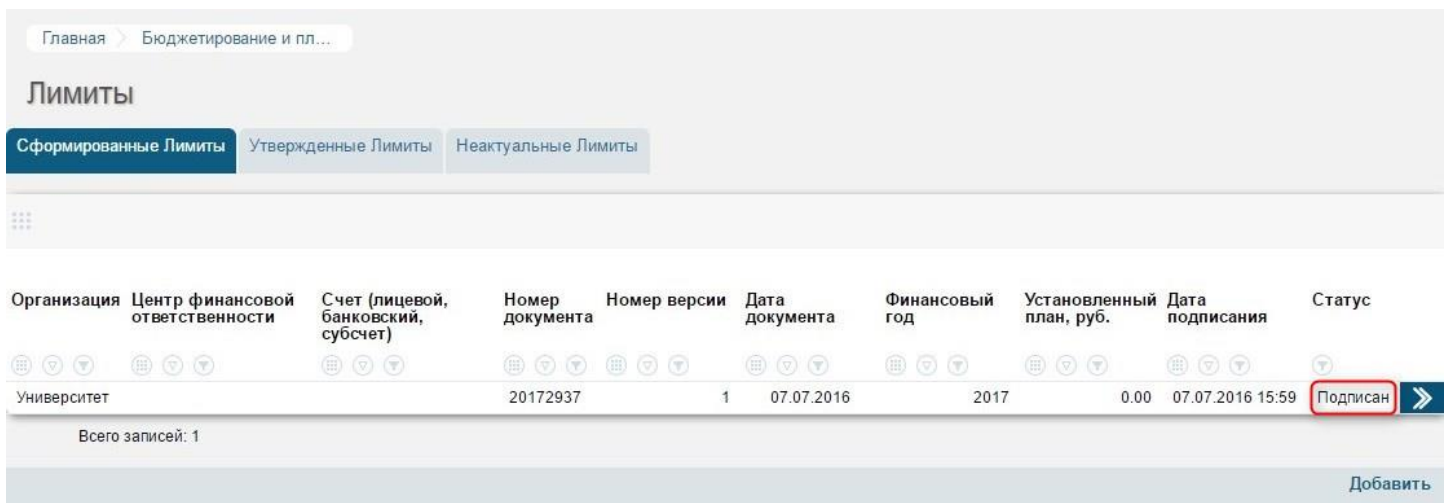 Главная Бюджетирование и пл...
Лимиты
Сформированные Лимиты Утвержденные Лимиты Неактуальные Лимиты
Организация Центр финансовой ответственности Счет (лицевой, банковский, субсчет) Номер документа Номер версии Дата документа Финансовый год Установленный план, руб. Дата подписания Статус
Университет 20172937 1 07.07.2016 2017 0.00 07.07.2016 15:59 Подписан
Всего записей: 1
Добавить